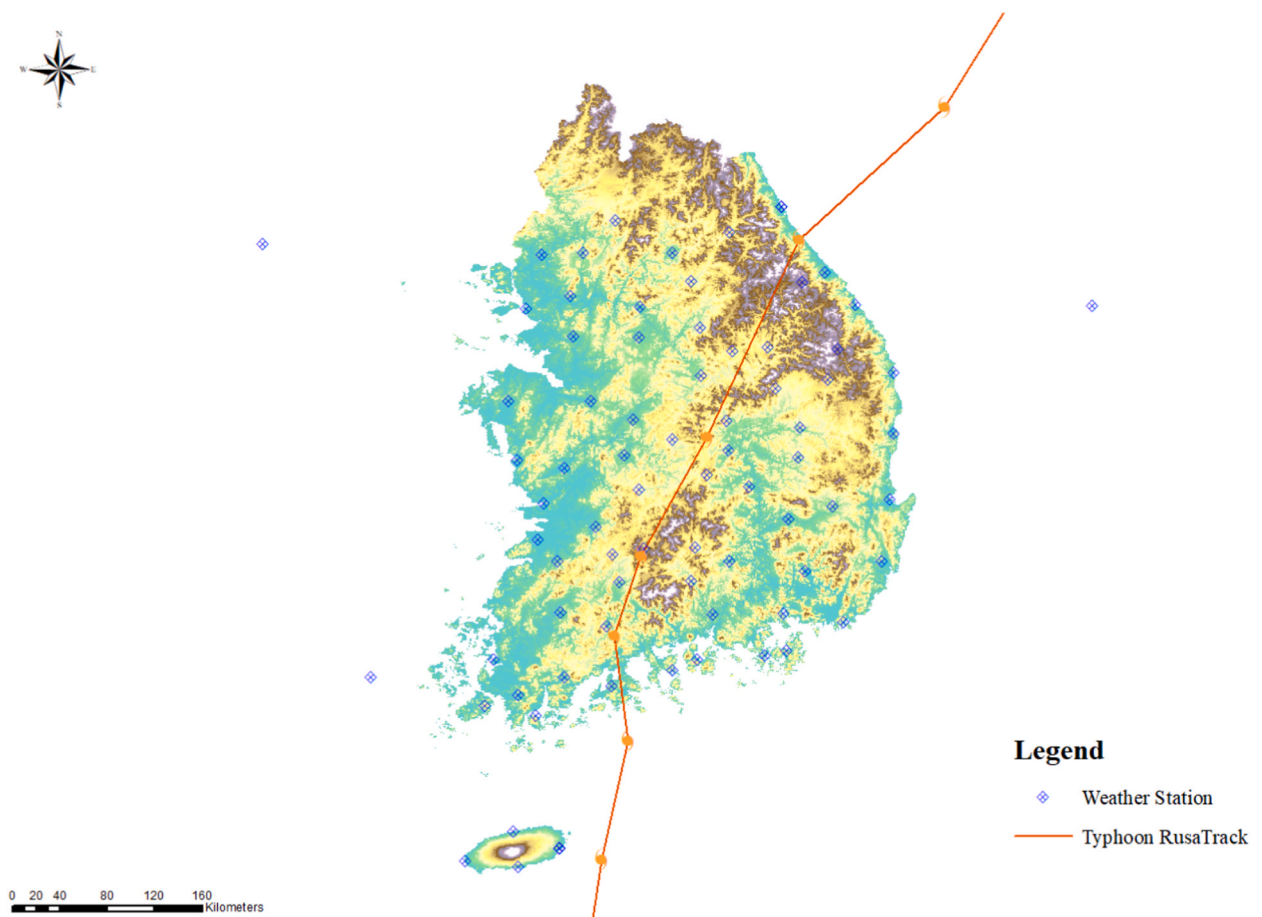 N
W E
S
Legend
Weather Station
Typhoon RusaTrack
0 20 40 80 120 160
Kilometers